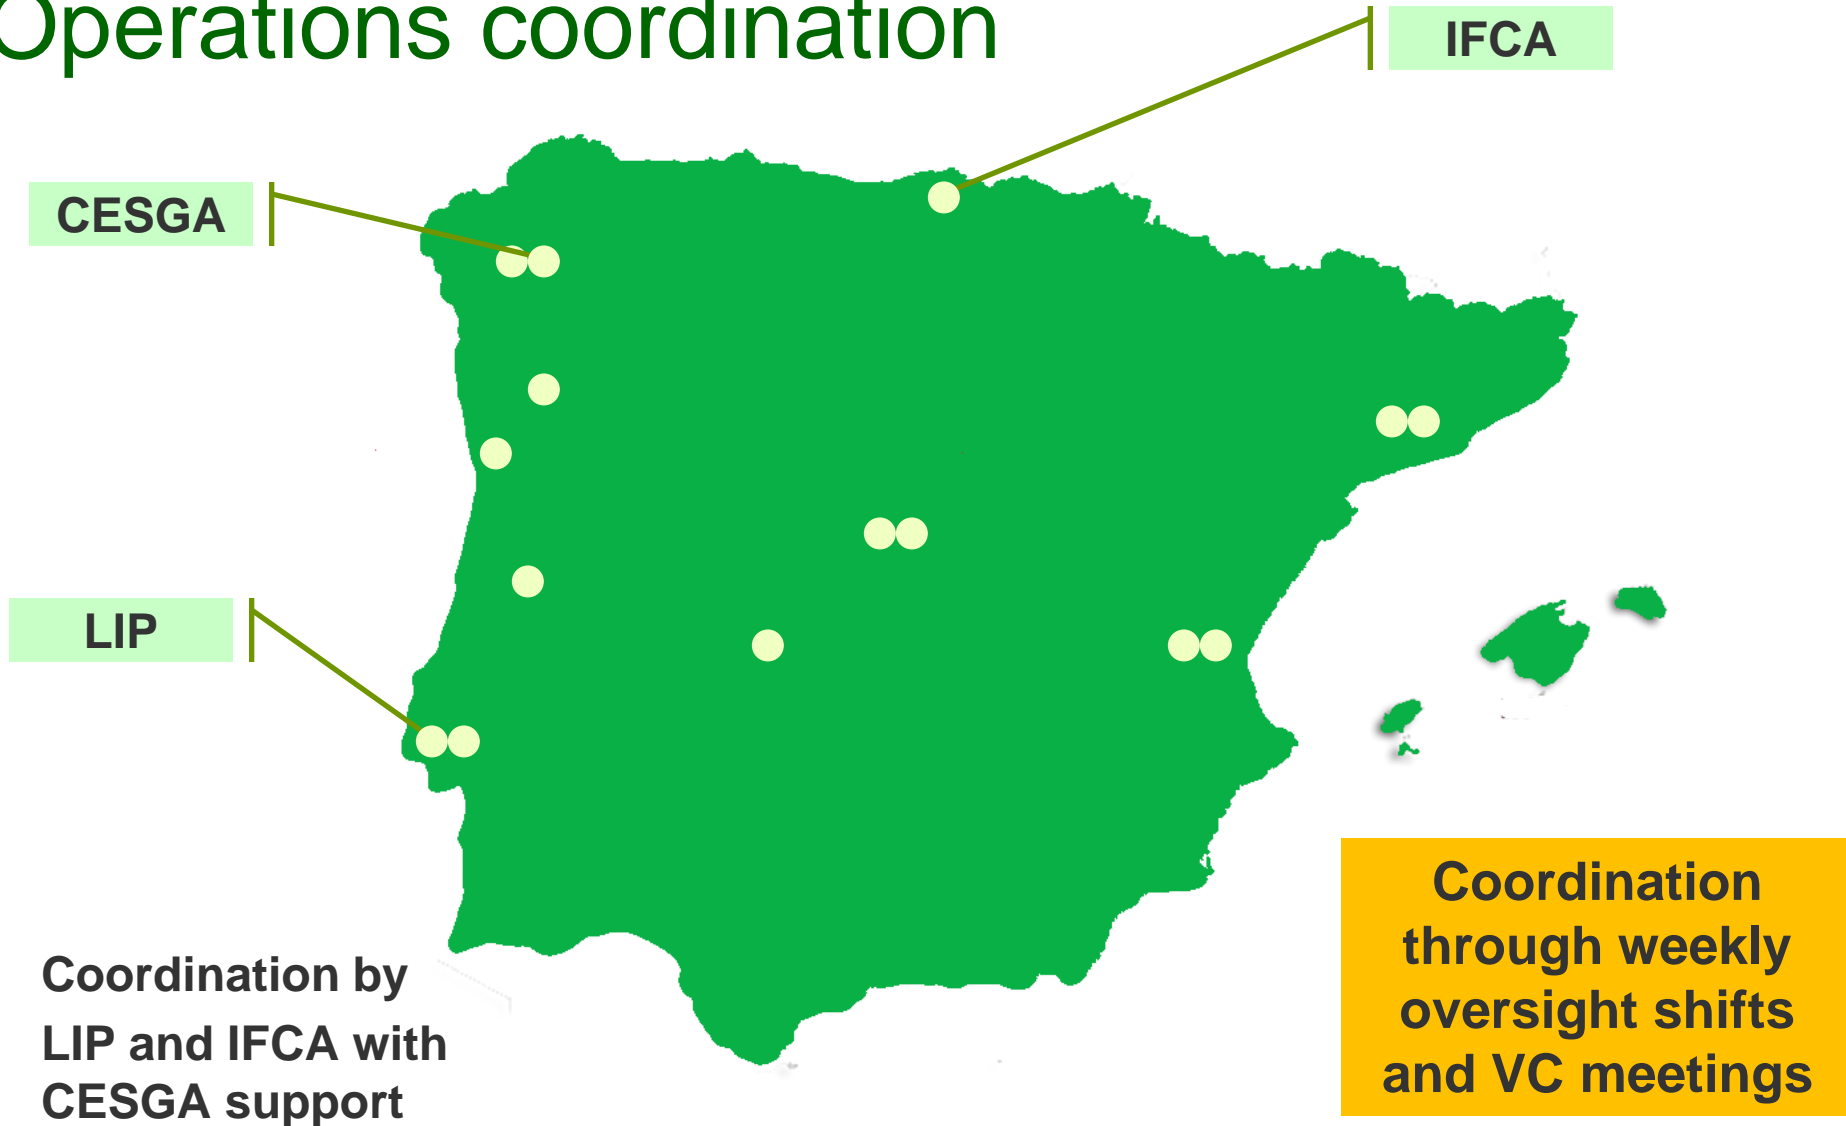 Operations coordination
IFCA
CESGA
LIP
Coordination by
LIP and IFCA with
CESGA support
Coordination
through weekly
oversight shifts
and VC meetings